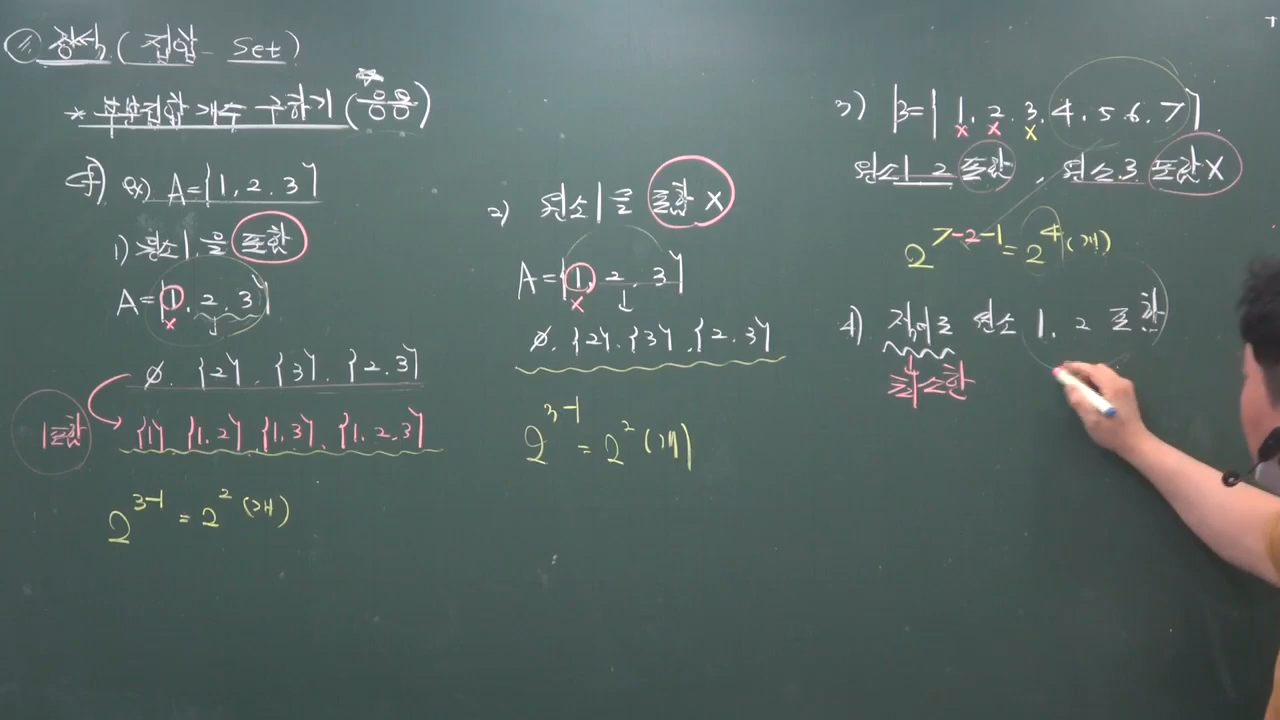 정석 (집합 - Set)
* 부분집합 개수 구하기 (응용)
ex) A={1, 2, 3}
1) 원소 1을 포함
A={1, 2, 3}
∅, {2}, {3}, {2, 3}
1포함 {1}, {1, 2}, {1, 3}, {1, 2, 3}
2^{3-1} = 2^2 (개)
2) 원소 1을 포함 X
A={1, 2, 3}
∅, {2}, {3}, {2, 3}
2^{3-1} = 2^2 (개)
3) B={1, 2, 3, 4, 5, 6, 7}
원소 1, 2 포함, 원소 3 포함 X
2^{7-2-1} = 2^4 (개)
4) 적어도 원소 1, 2 포함
최소한